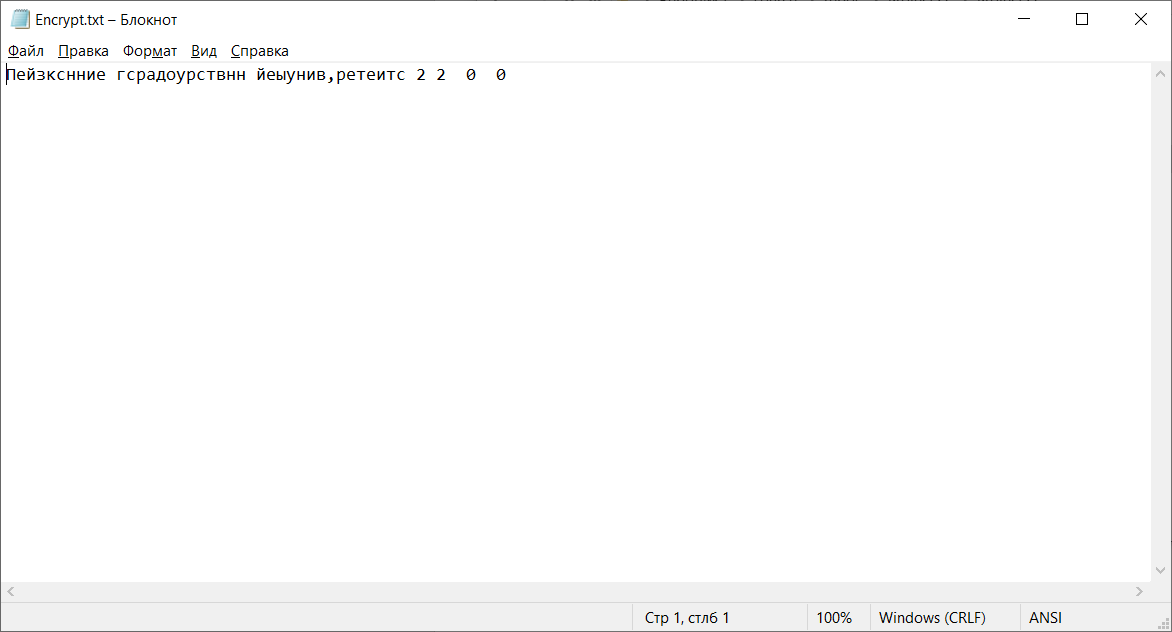 Encrypt.txt – Блокнот
Файл Правка Формат Вид Справка
Пейзкснние гсрадоурствнн йеыунив,ретеитс 2 2  0  0
Стр 1, стлб 1 100% Windows (CRLF) ANSI